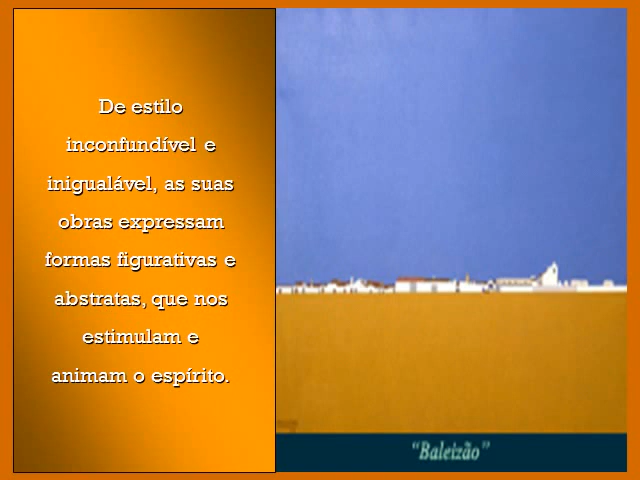 De estilo
inconfundível e
inigualável, as suas
obras expressam
formas figurativas e
abstratas, que nos
estimulam e
animam o espírito.
“Baleizão”